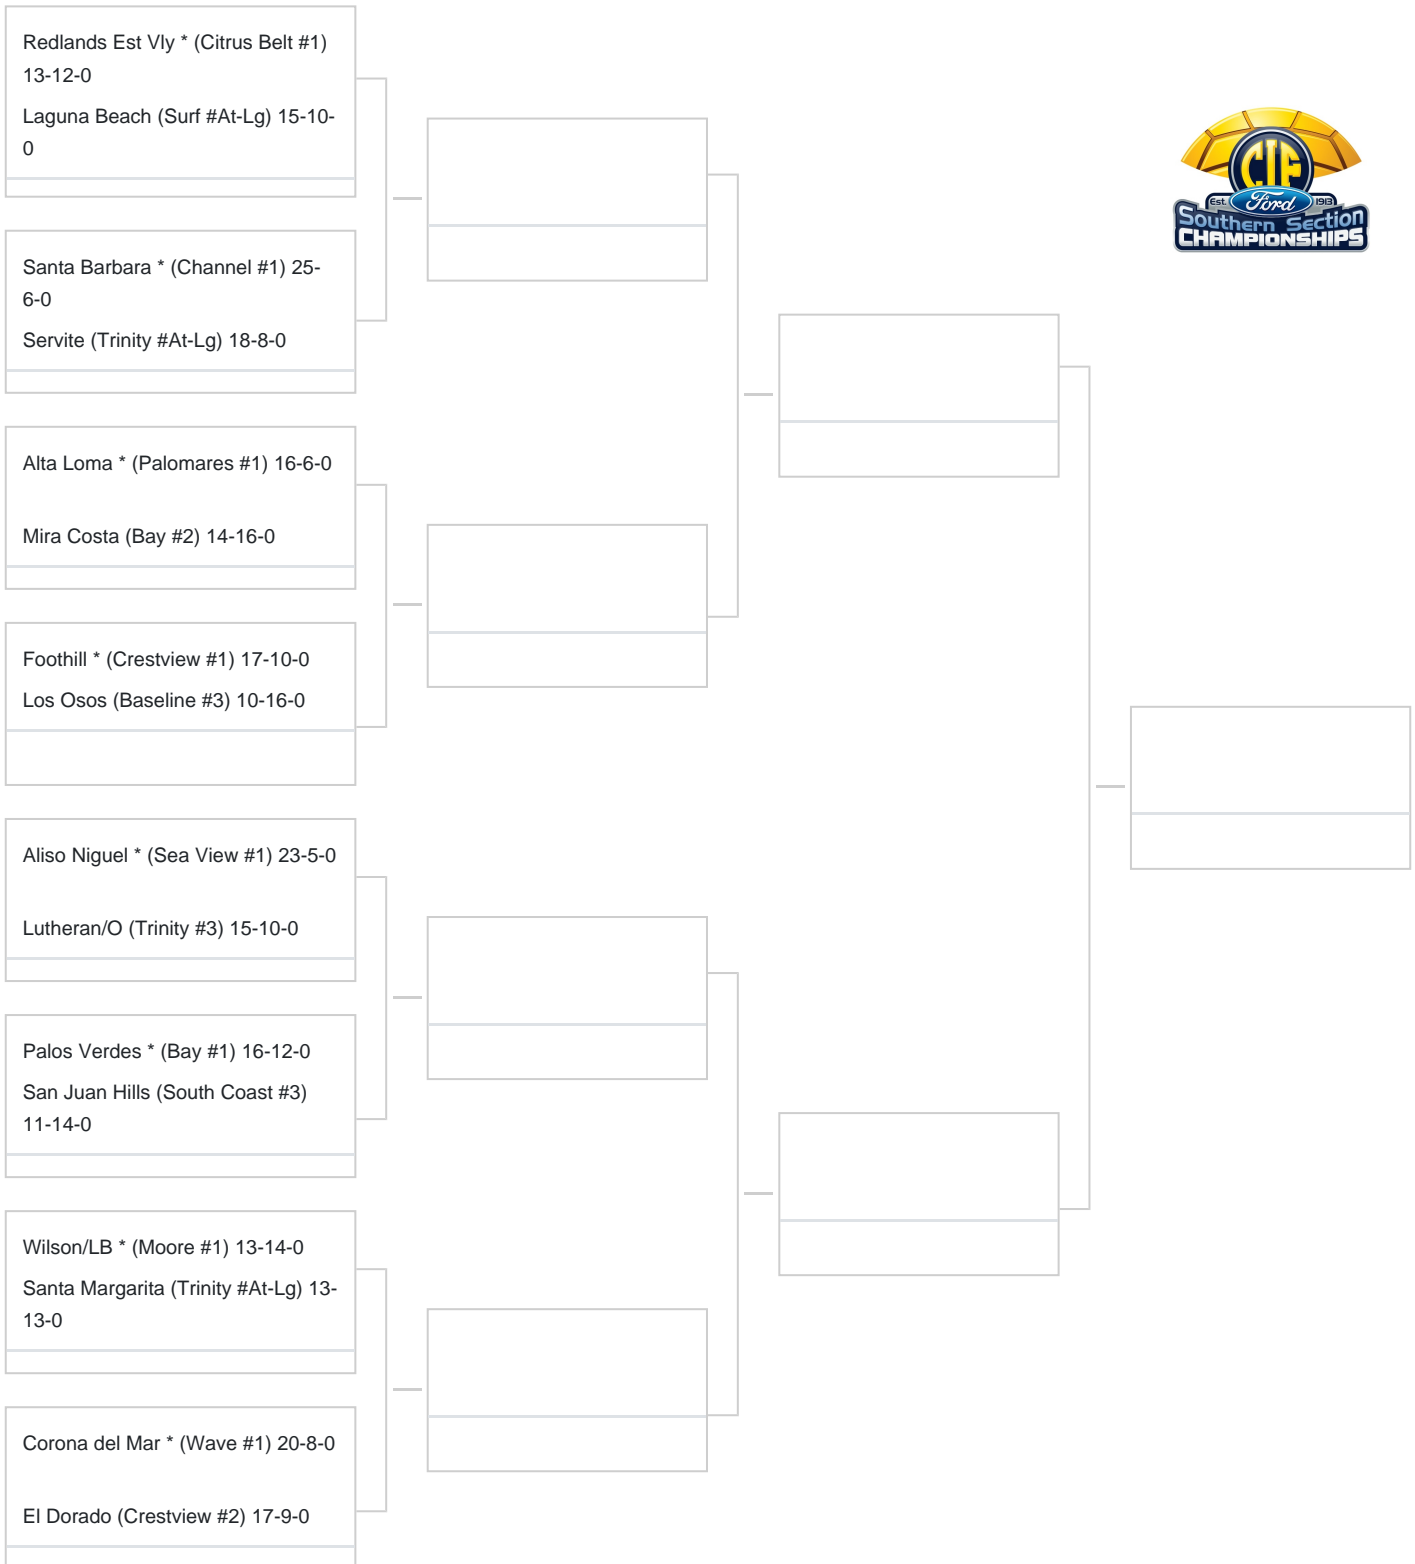 Redlands Est Vly * (Citrus Belt #1)
13-12-0
Laguna Beach (Surf #At-Lg) 15-10-
0
CIF
Est.
Ford
1913
Southern Section
CHAMPIONSHIPS
Santa Barbara * (Channel #1) 25-
6-0
Servite (Trinity #At-Lg) 18-8-0
Alta Loma * (Palomares #1) 16-6-0
Mira Costa (Bay #2) 14-16-0
Foothill * (Crestview #1) 17-10-0
Los Osos (Baseline #3) 10-16-0
Aliso Niguel * (Sea View #1) 23-5-0
Lutheran/O (Trinity #3) 15-10-0
Palos Verdes * (Bay #1) 16-12-0
San Juan Hills (South Coast #3)
11-14-0
Wilson/LB * (Moore #1) 13-14-0
Santa Margarita (Trinity #At-Lg) 13-
13-0
Corona del Mar * (Wave #1) 20-8-0
El Dorado (Crestview #2) 17-9-0